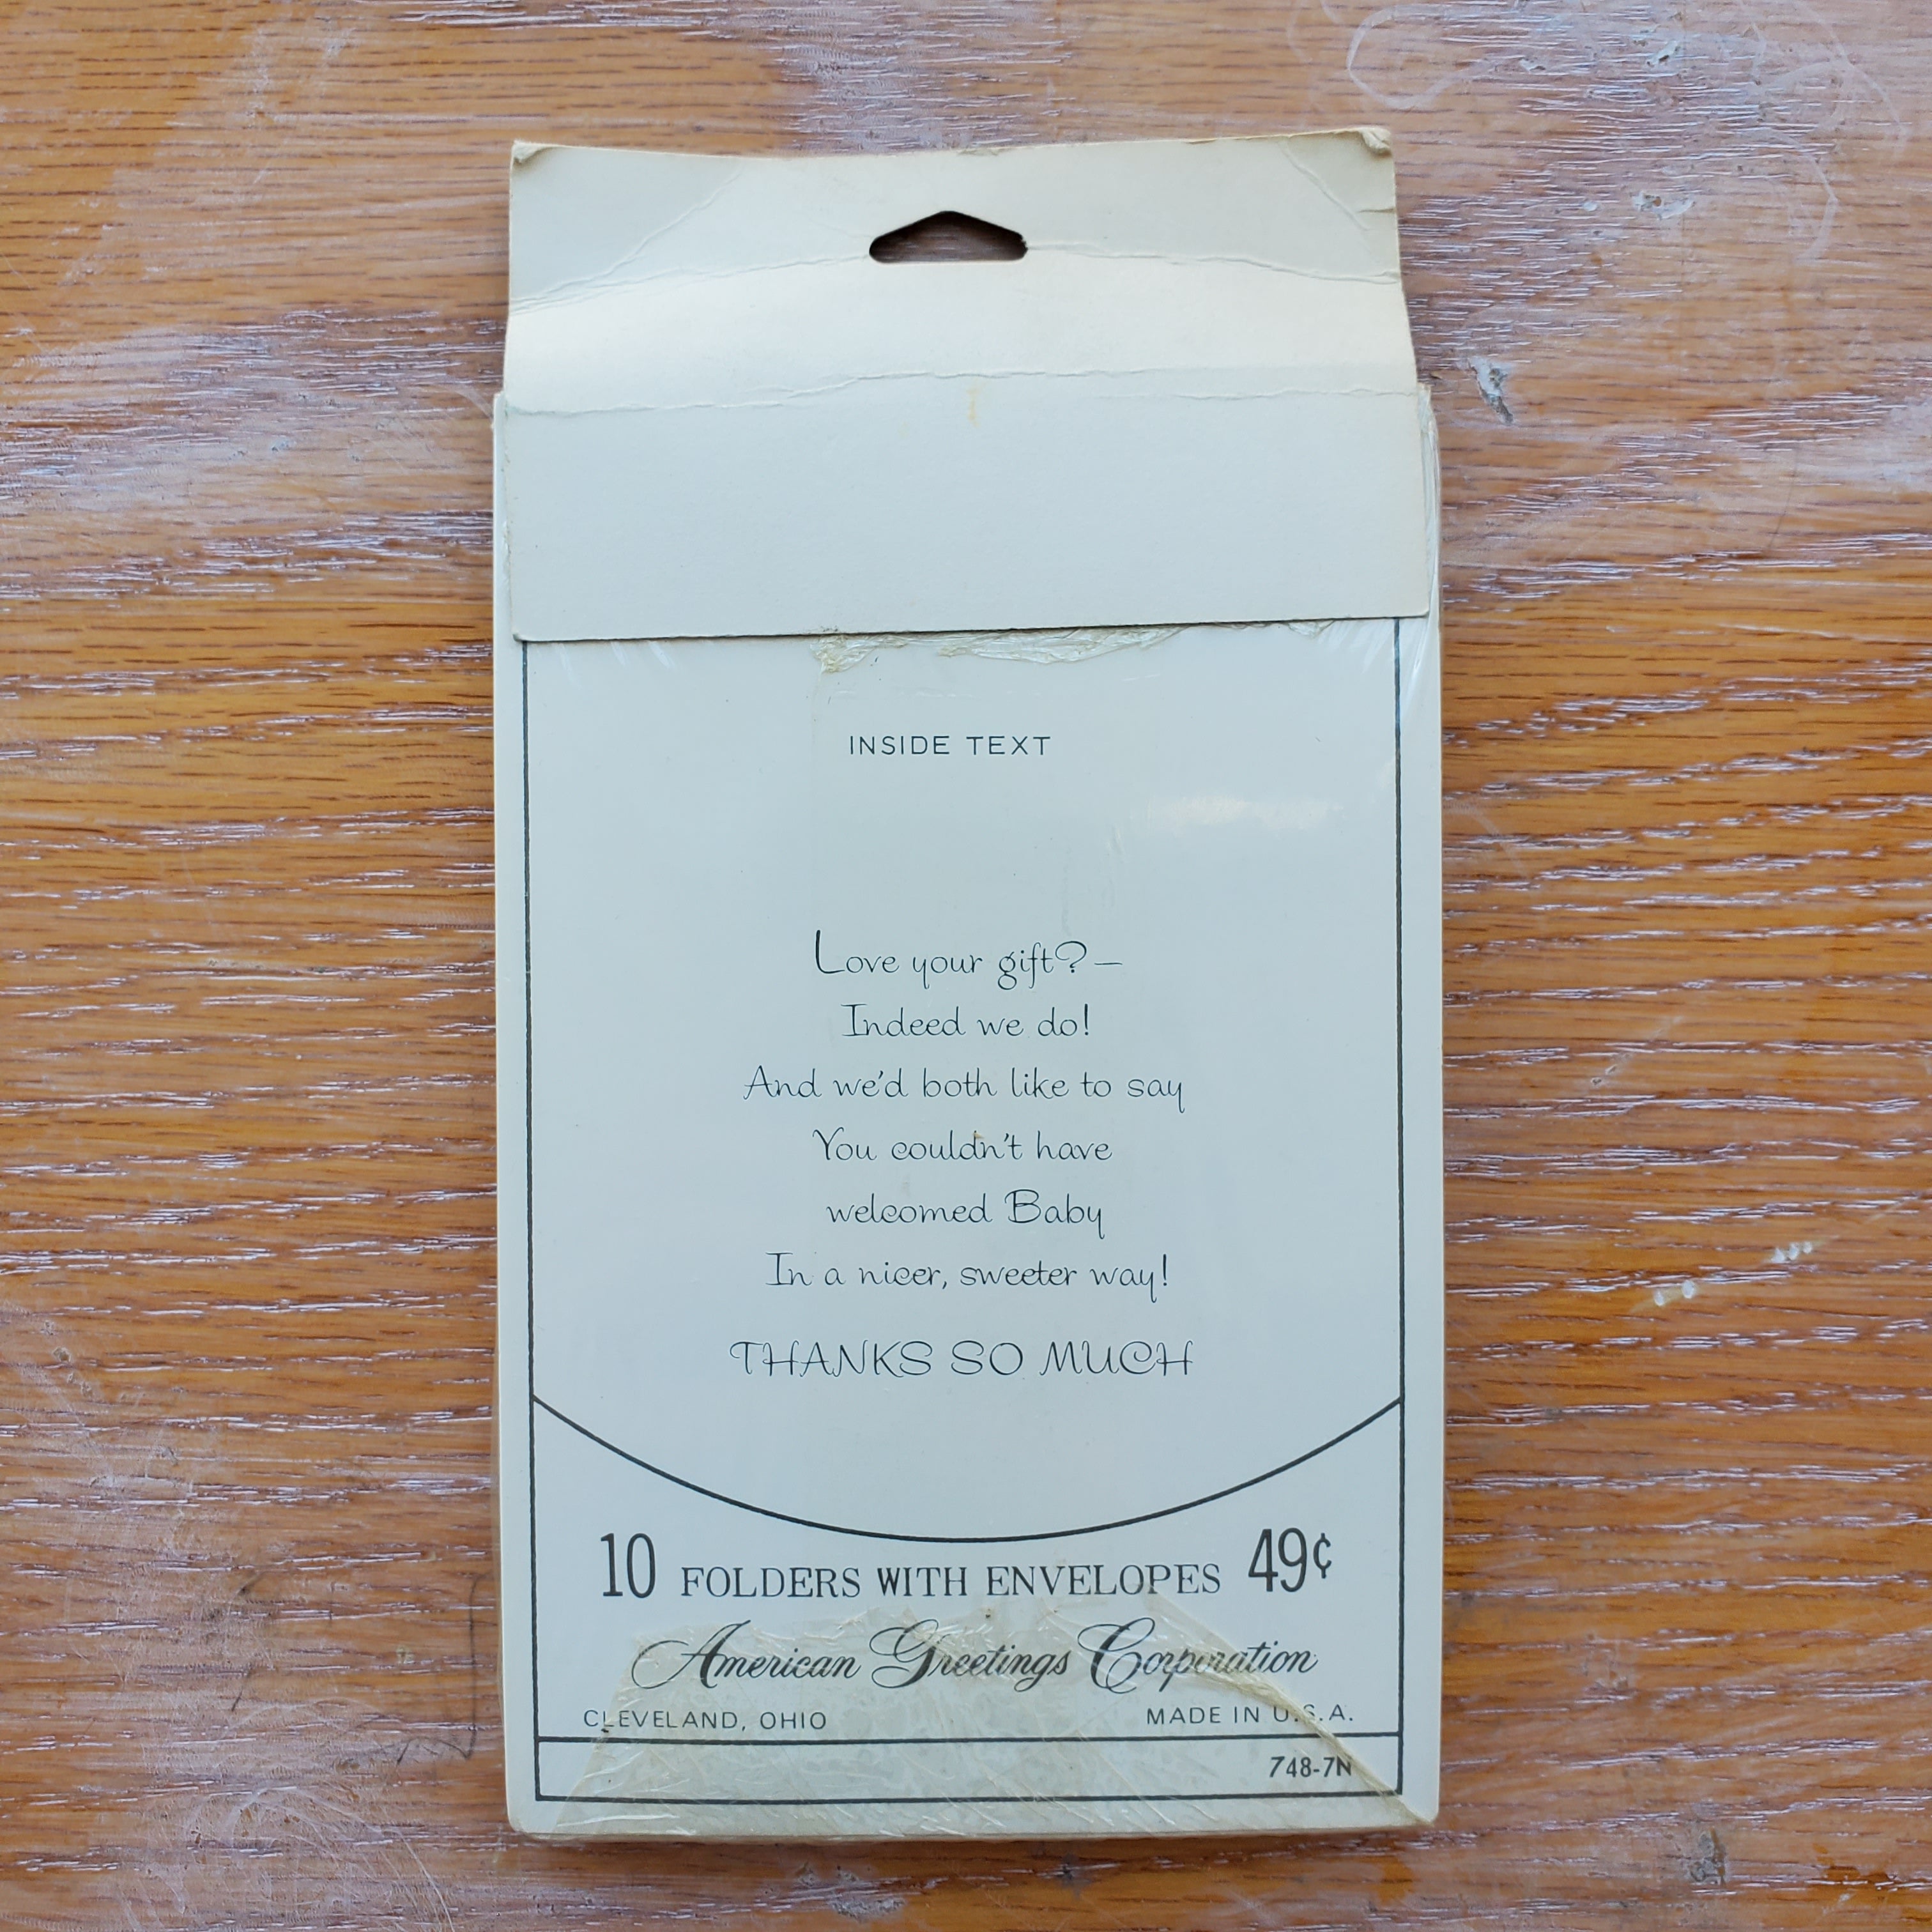 INSIDE TEXT
Love your gift?—
Indeed we do!
And we'd both like to say
You couldn't have
welcomed Baby
In a nicer, sweeter way!
THANKS SO MUCH
10 FOLDERS WITH ENVELOPES 49¢
American Greetings Corporation
CLEVELAND, OHIO MADE IN U.S.A.
748-7N